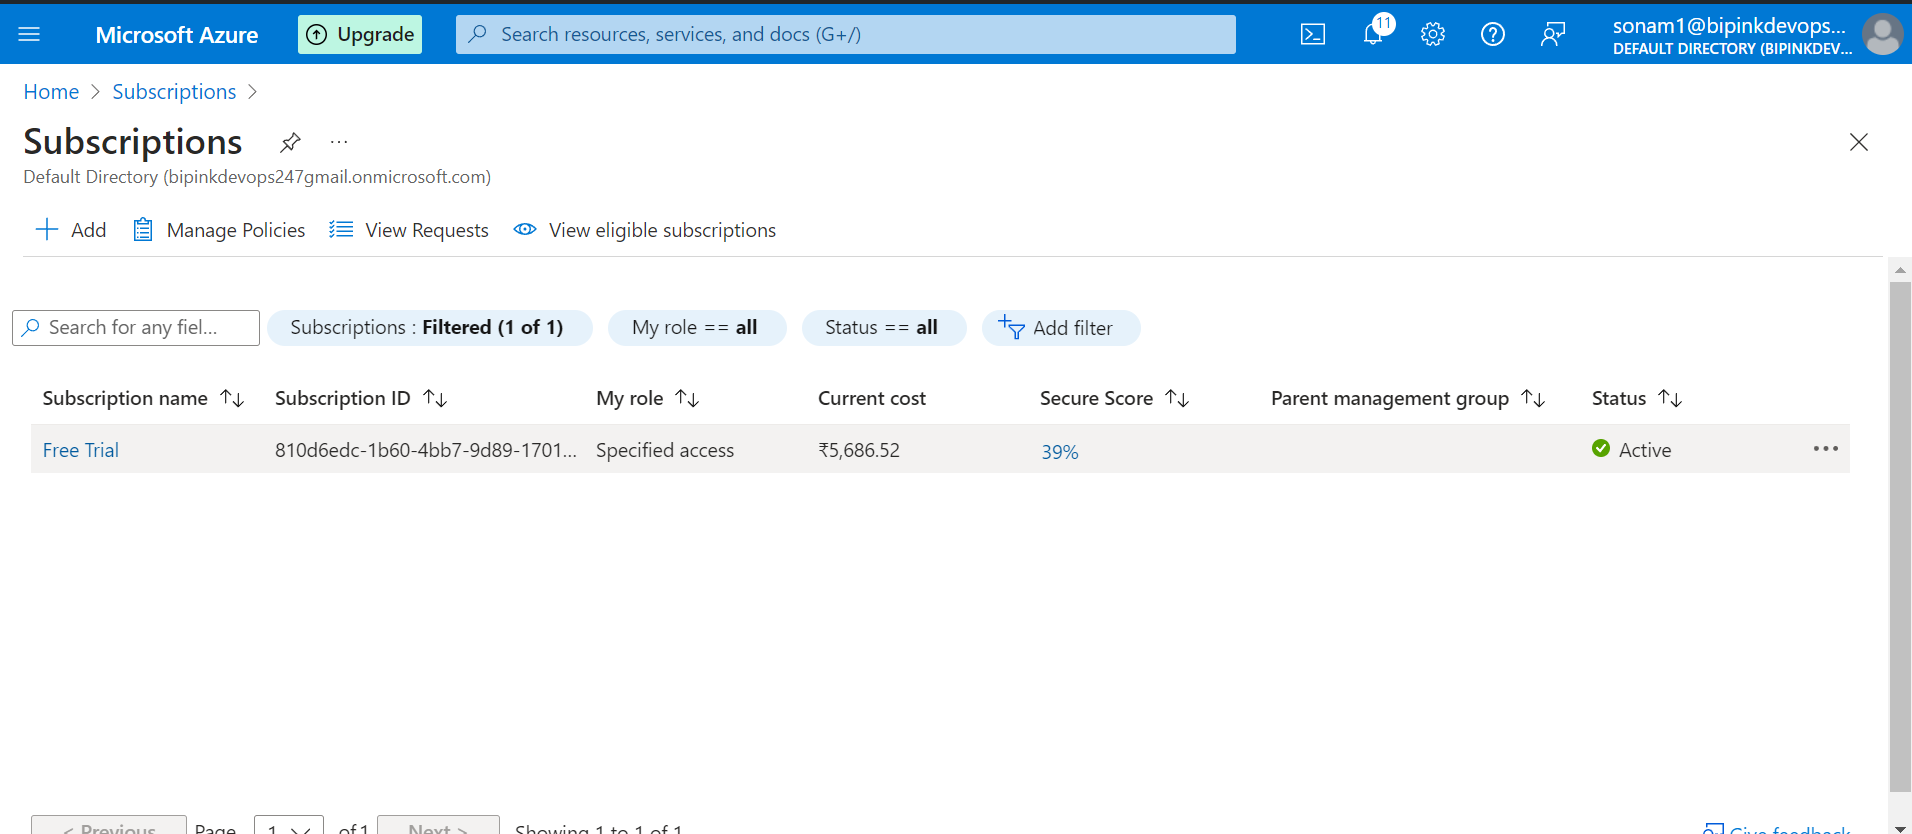 Microsoft Azure
Upgrade
Search resources, services, and docs (G+/)
11
sonam1@bipinkdevops...
DEFAULT DIRECTORY (BIPINKDEV...
Home > Subscriptions >
Subscriptions
...
Default Directory (bipinkdevops247gmail.onmicrosoft.com)
Add
Manage Policies
View Requests
View eligible subscriptions
Search for any fiel...
Subscriptions : Filtered (1 of 1)
My role == all
Status == all
Add filter
Subscription name
Subscription ID
My role
Current cost
Secure Score
Parent management group
Status
Free Trial
810d6edc-1b60-4bb7-9d89-1701...
Specified access
₹5,686.52
39%
Active
...
< Previous
Page
1
of 1
Next >
Showing 1 to 1 of 1
Give feedback